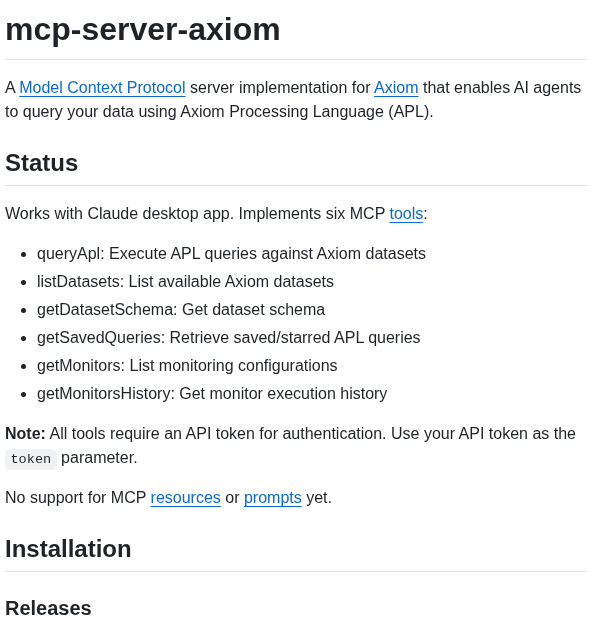 mcp-server-axiom
A Model Context Protocol server implementation for Axiom that enables AI agents
to query your data using Axiom Processing Language (APL).
Status
Works with Claude desktop app. Implements six MCP tools:
queryApl: Execute APL queries against Axiom datasets
listDatasets: List available Axiom datasets
getDatasetSchema: Get dataset schema
getSavedQueries: Retrieve saved/starred APL queries
getMonitors: List monitoring configurations
getMonitorsHistory: Get monitor execution history
Note: All tools require an API token for authentication. Use your API token as the
token parameter.
No support for MCP resources or prompts yet.
Installation
Releases